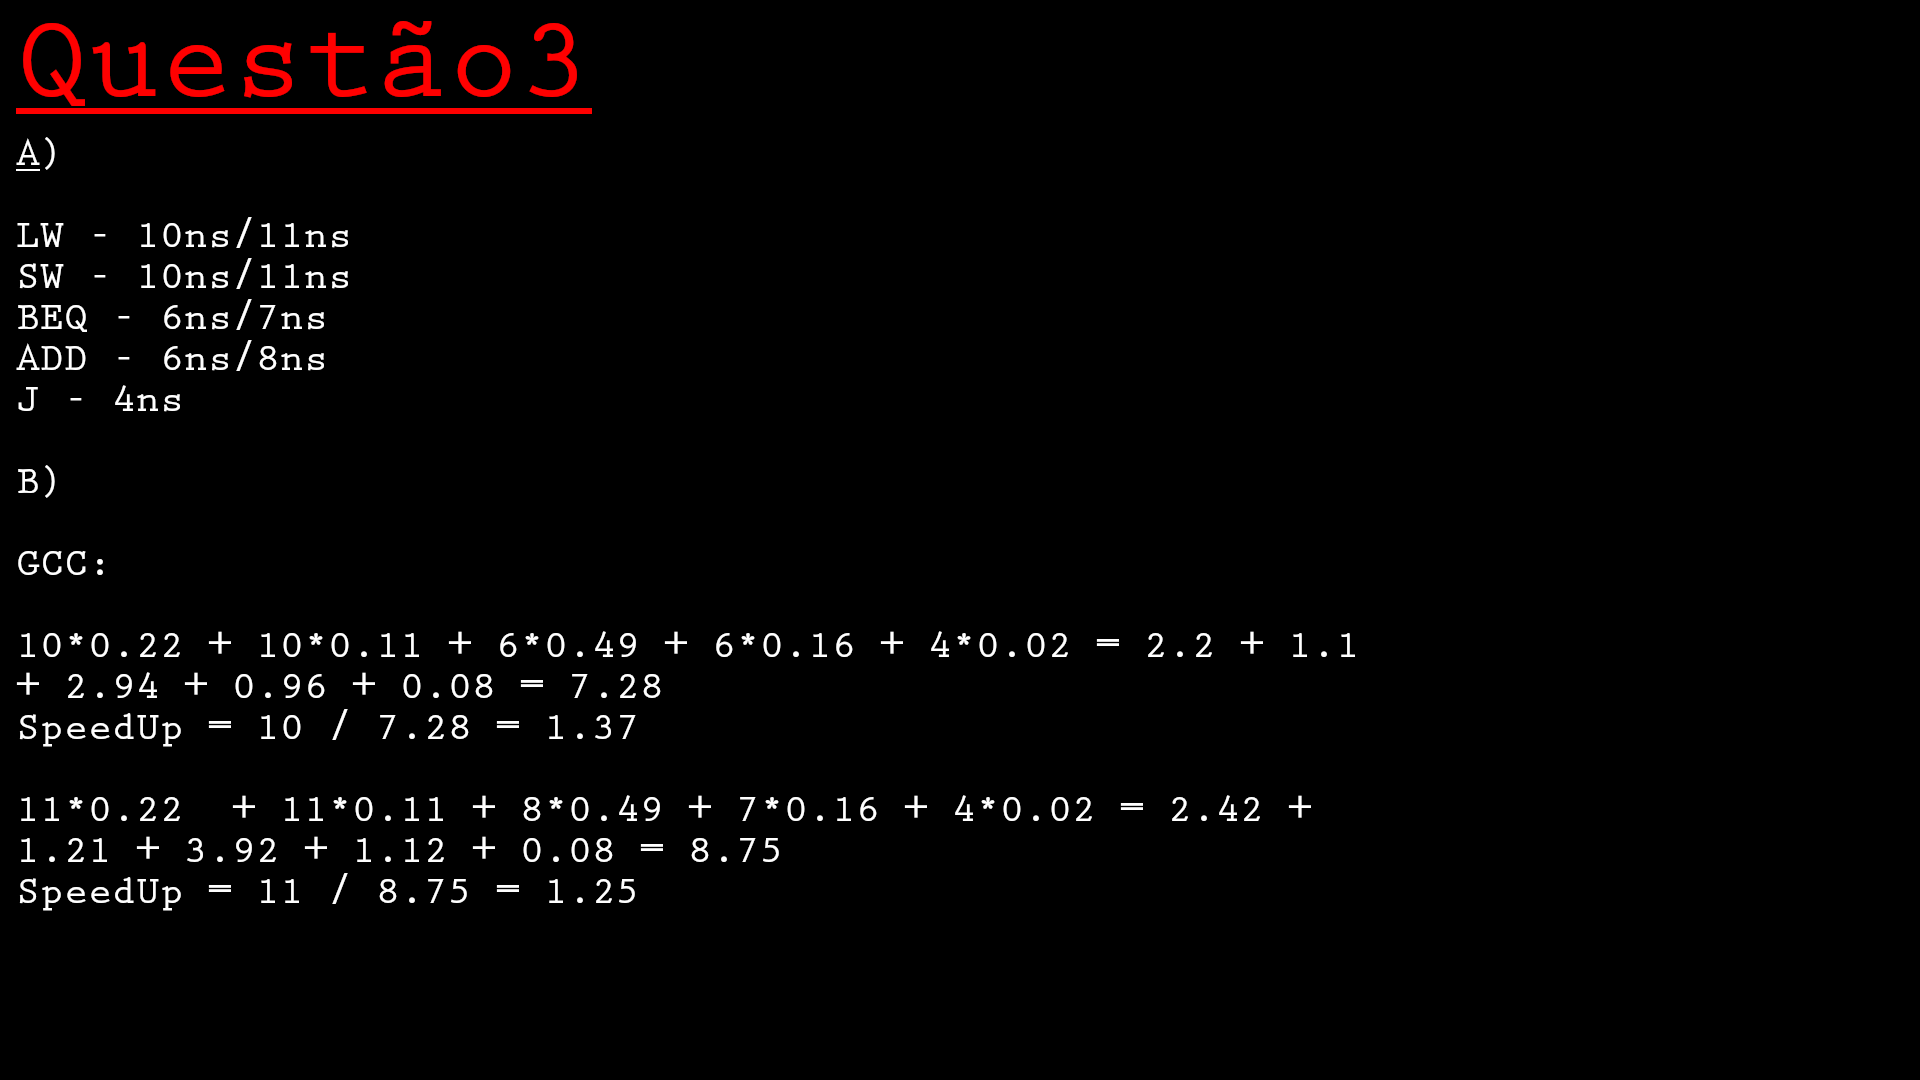 Questão3
A)
LW - 10ns/11ns
SW - 10ns/11ns
BEQ - 6ns/7ns
ADD - 6ns/8ns
J - 4ns
B)
GCC:
10*0.22 + 10*0.11 + 6*0.49 + 6*0.16 + 4*0.02 = 2.2 + 1.1
+ 2.94 + 0.96 + 0.08 = 7.28
SpeedUp = 10 / 7.28 = 1.37
11*0.22  + 11*0.11 + 8*0.49 + 7*0.16 + 4*0.02 = 2.42 +
1.21 + 3.92 + 1.12 + 0.08 = 8.75
SpeedUp = 11 / 8.75 = 1.25